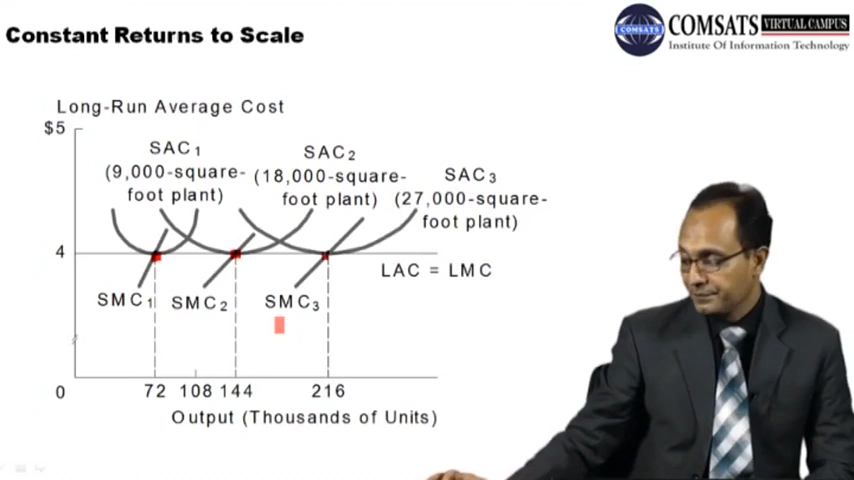 Constant Returns to Scale
COMSATS
COMSATS VIRTUAL CAMPUS
Institute Of Information Technology
Long-Run Average Cost
$5
SAC1
(9,000-square-
foot plant)
SAC2
(18,000-square-
foot plant)
SAC3
(27,000-square-
foot plant)
4
LAC = LMC
SMC1
SMC2
SMC3
0
72 108 144 216
Output (Thousands of Units)